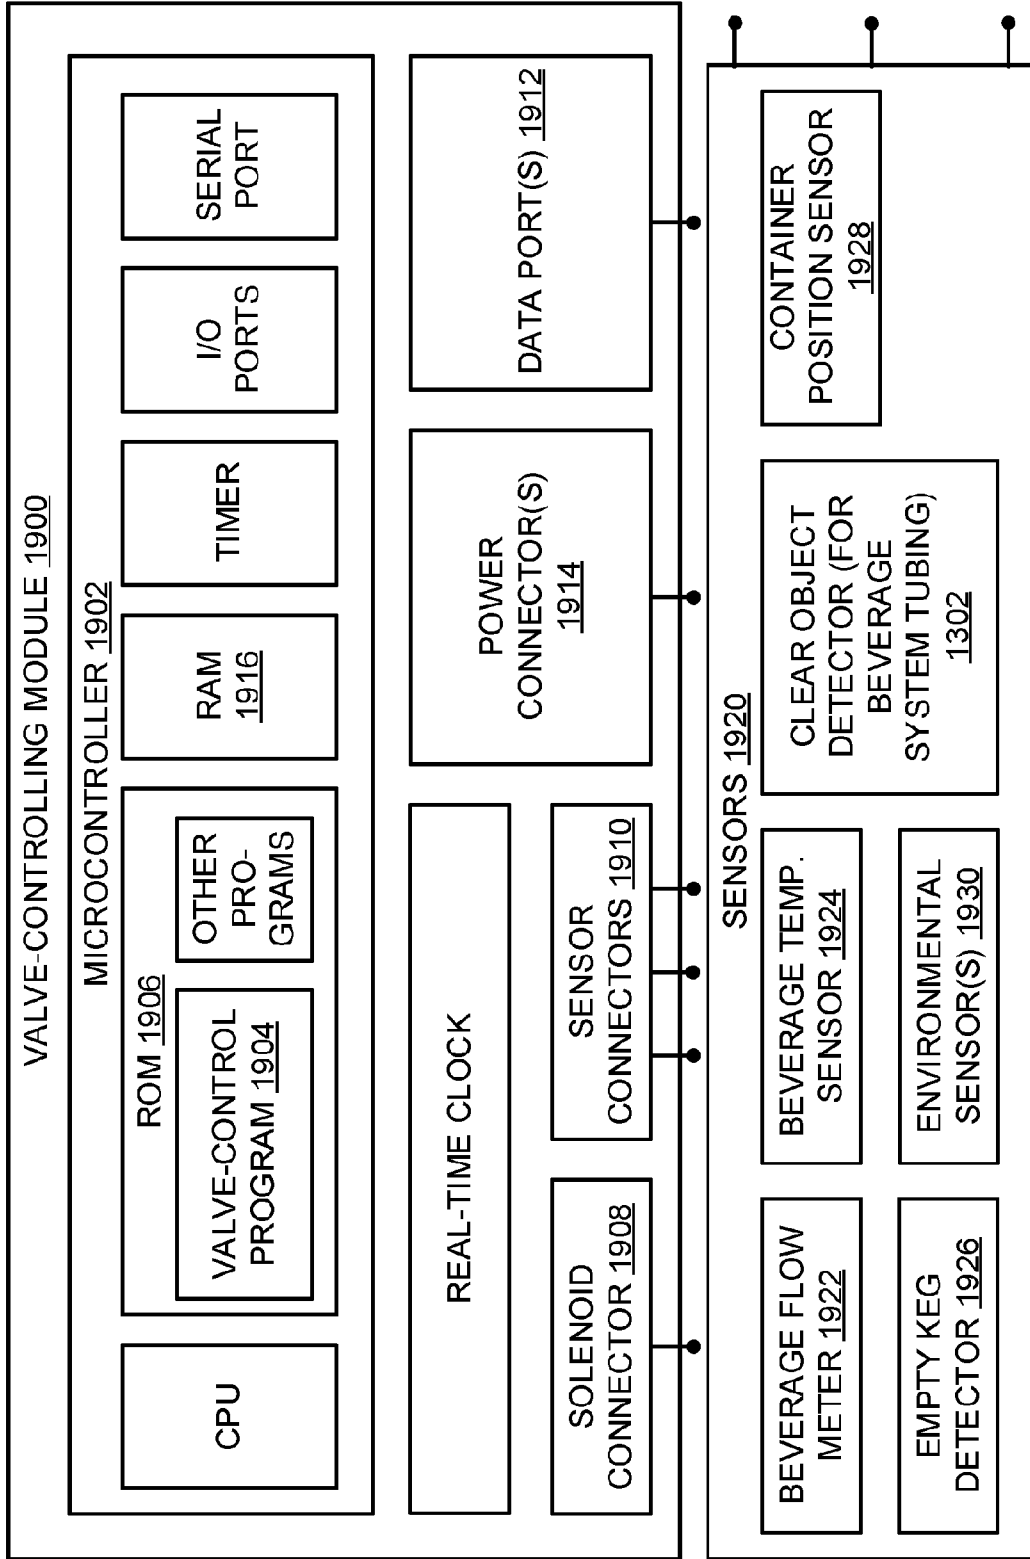 VALVE-CONTROLLING MODULE 1900
MICROCONTROLLER 1902
CPU
ROM 1906
VALVE-CONTROL
PROGRAM 1904
OTHER
PRO-
GRAMS
RAM
1916
TIMER
I/O
PORTS
SERIAL
PORT
REAL-TIME CLOCK
SOLENOID
CONNECTOR 1908
SENSOR
CONNECTORS 1910
POWER
CONNECTOR(S)
1914
DATA PORT(S) 1912
SENSORS 1920
BEVERAGE FLOW
METER 1922
BEVERAGE TEMP.
SENSOR 1924
CLEAR OBJECT
DETECTOR (FOR
BEVERAGE
SYSTEM TUBING)
1302
CONTAINER
POSITION SENSOR
1928
EMPTY KEG
DETECTOR 1926
ENVIRONMENTAL
SENSOR(S) 1930